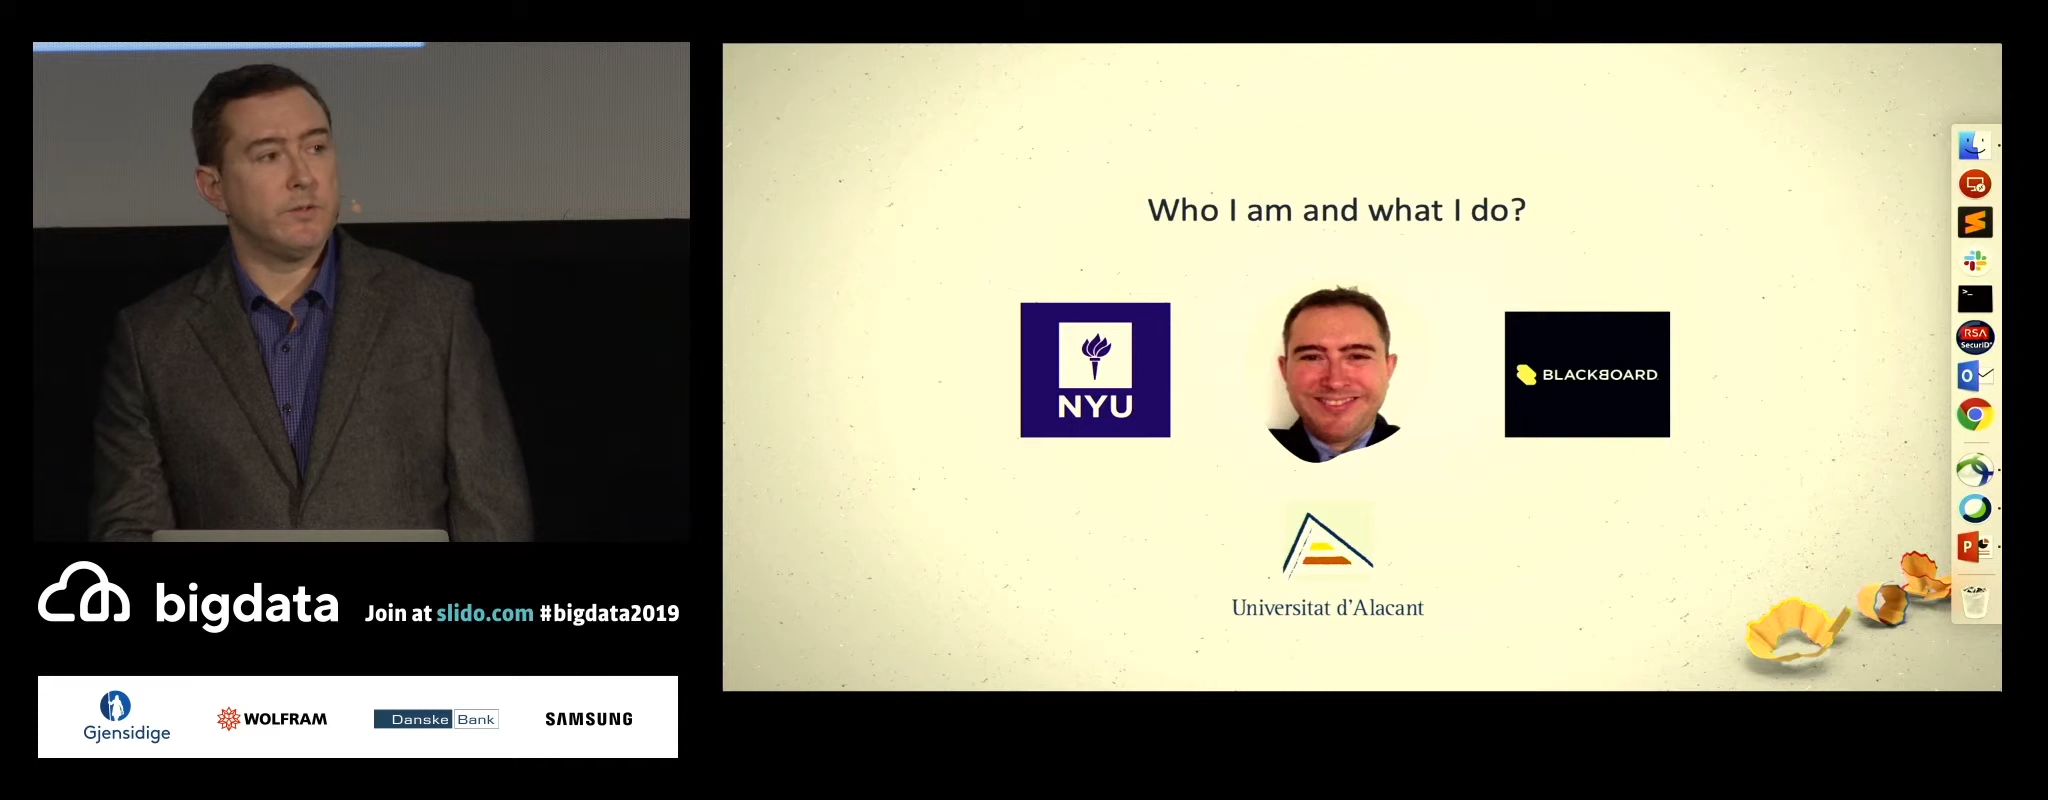 bigdata
Join at slido.com #bigdata2019
Gjensidige
WOLFRAM
Danske Bank
SAMSUNG
Who I am and what I do?
NYU
BLACKBOARD
Universitat d'Alacant
>_
RSA
SecurID
O
P